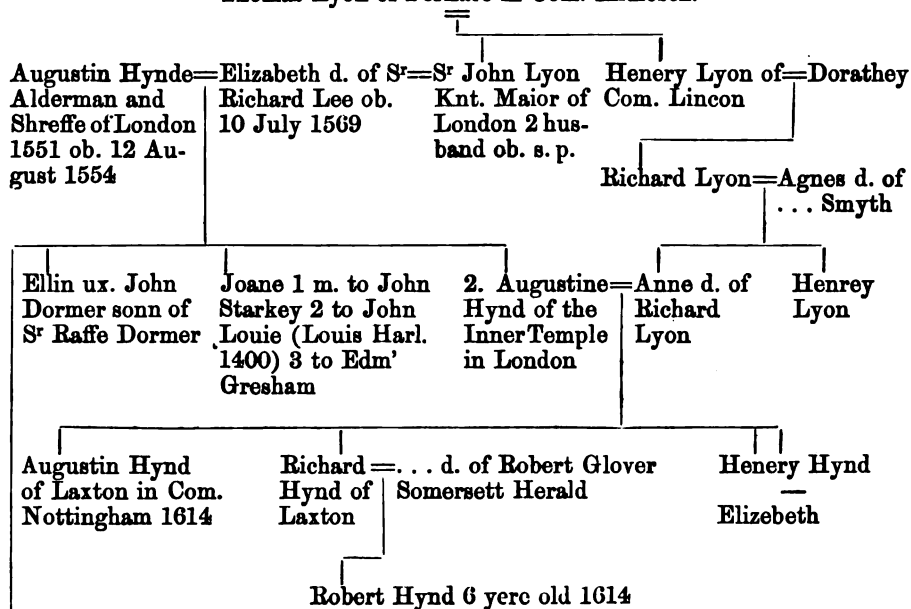 Augustin Hynde=Elizabeth d. of Sʳ=Sʳ John Lyon Henery Lyon of=Dorathey
Alderman and Richard Lee ob. Knt. Maior of Com. Lincon
Shreffe of London 10 July 1569 London 2 hus-
1551 ob. 12 Au- band ob. s. p.
gust 1554
Richard Lyon=Agnes d. of
... Smyth
Ellin ux. John Joane 1 m. to John 2. Augustine=Anne d. of Henrey
Dormer sonn of Starkey 2 to John Hynd of the Richard Lyon
Sʳ Raffe Dormer Louie (Louis Harl. Inner Temple Lyon
1400) 3 to Edm' in London
Gresham
Augustin Hynd Richard=... d. of Robert Glover Henery Hynd
of Laxton in Com. Hynd of Somersett Herald —
Nottingham 1614 Laxton Elizebeth
Robert Hynd 6 yere old 1614